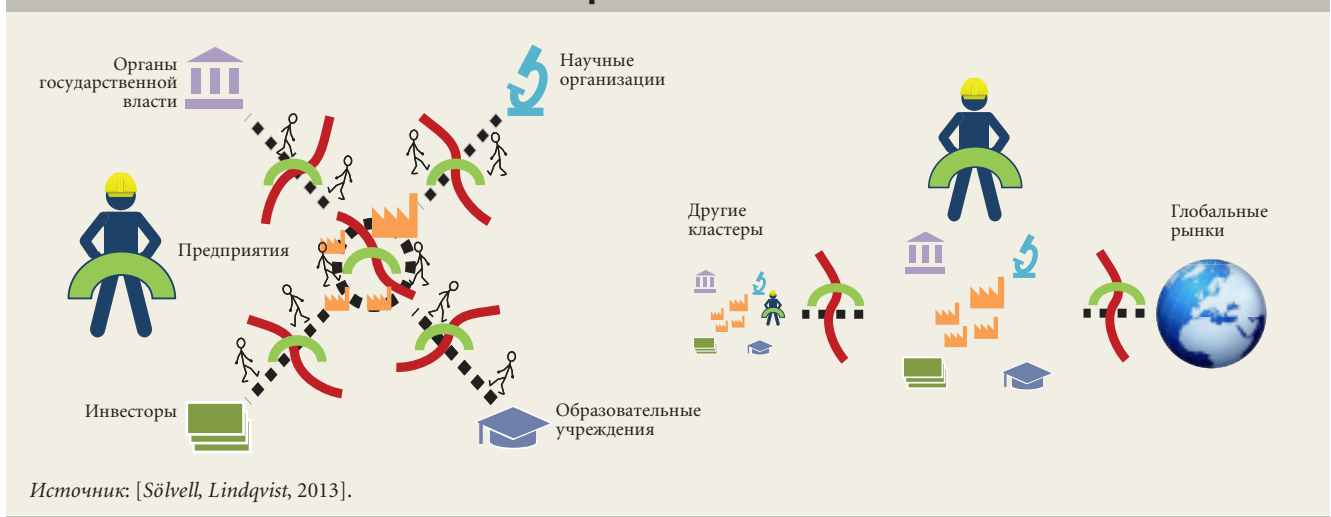 Органы
государственной
власти
Научные
организации
Предприятия
Инвесторы
Образовательные
учреждения
Другие
кластеры
Глобальные
рынки
Источник: [Sölvell, Lindqvist, 2013].